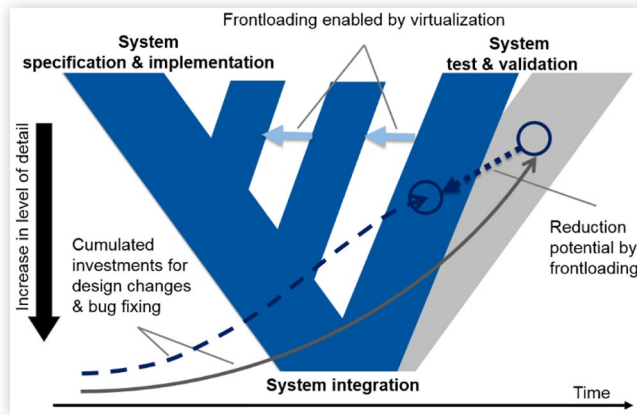 Frontloading enabled by virtualization
System
specification & implementation
System
test & validation
Increase in level of detail
Cumulated
investments for
design changes
& bug fixing
Reduction
potential by
frontloading
System integration
Time